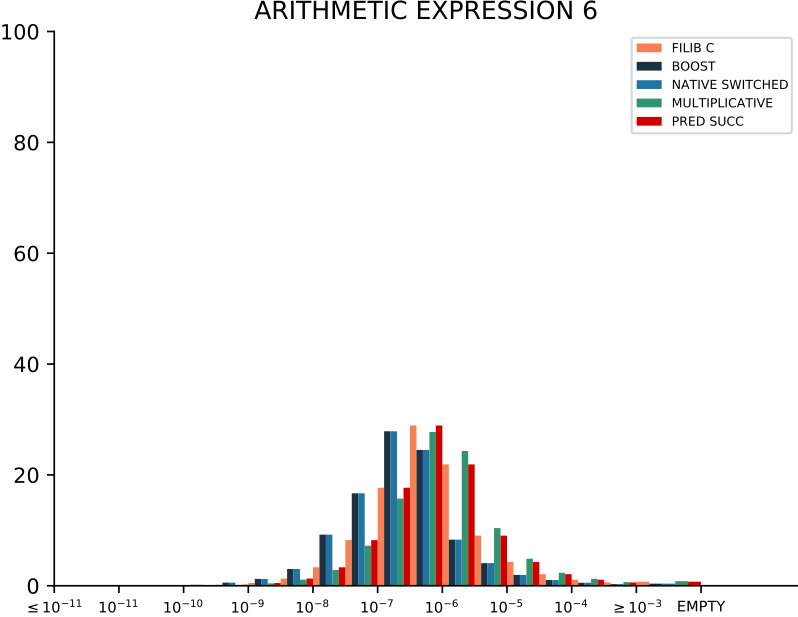 ARITHMETIC EXPRESSION 6
100
80
60
40
20
0
FILIB C
BOOST
NATIVE SWITCHED
MULTIPLICATIVE
PRED SUCC
≤ 10⁻¹¹ 10⁻¹¹ 10⁻¹⁰ 10⁻⁹ 10⁻⁸ 10⁻⁷ 10⁻⁶ 10⁻⁵ 10⁻⁴ ≥ 10⁻³ EMPTY